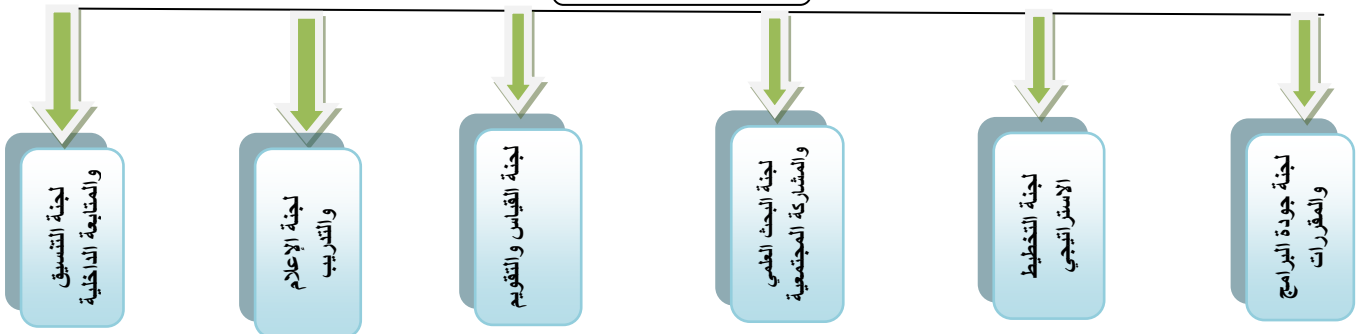 لجنة جودة البرامج
والمقررات
لجنة التخطيط
الاستراتيجي
لجنة البحث العلمي
والمشاركة المجتمعية
لجنة القياس والتقويم
لجنة الإعلام
والتدريب
لجنة التنسيق
والمتابعة الداخلية